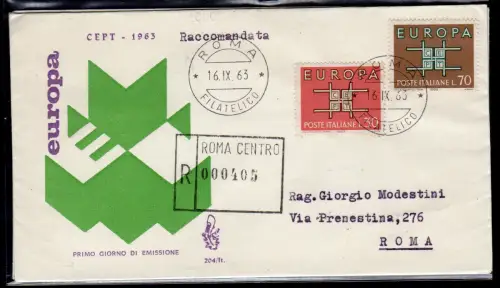 CEPT - 1963
Raccomandata
europa
ROMA
* 16.IX.63 *
FILATELICO
EUROPA
C E
P T
POSTE ITALIANE L.30
EUROPA
C E
P T
POSTE ITALIANE L.70
ROMA
16.IX.63 *
FILATELICO
ROMA CENTRO
R 000405
Rag. Giorgio Modestini
Via Prenestina,276
ROMA
PRIMO GIORNO DI EMISSIONE
204/It.